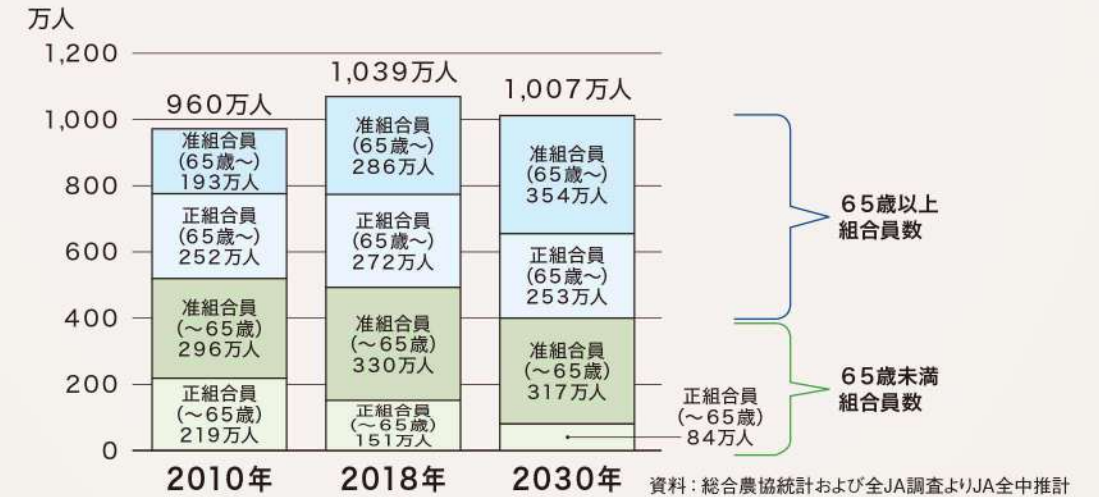 万人
1,200
1,000
800
600
400
200
0
960万人
准組合員
(65歳～)
193万人
正組合員
(65歳～)
252万人
准組合員
(～65歳)
296万人
正組合員
(～65歳)
219万人
2010年
1,039万人
准組合員
(65歳～)
286万人
正組合員
(65歳～)
272万人
准組合員
(～65歳)
330万人
正組合員
(～65歳)
151万人
2018年
1,007万人
准組合員
(65歳～)
354万人
正組合員
(65歳～)
253万人
准組合員
(～65歳)
317万人
正組合員
(～65歳)
84万人
2030年
65歳以上
組合員数
65歳未満
組合員数
資料：総合農協統計および全JA調査よりJA全中推計